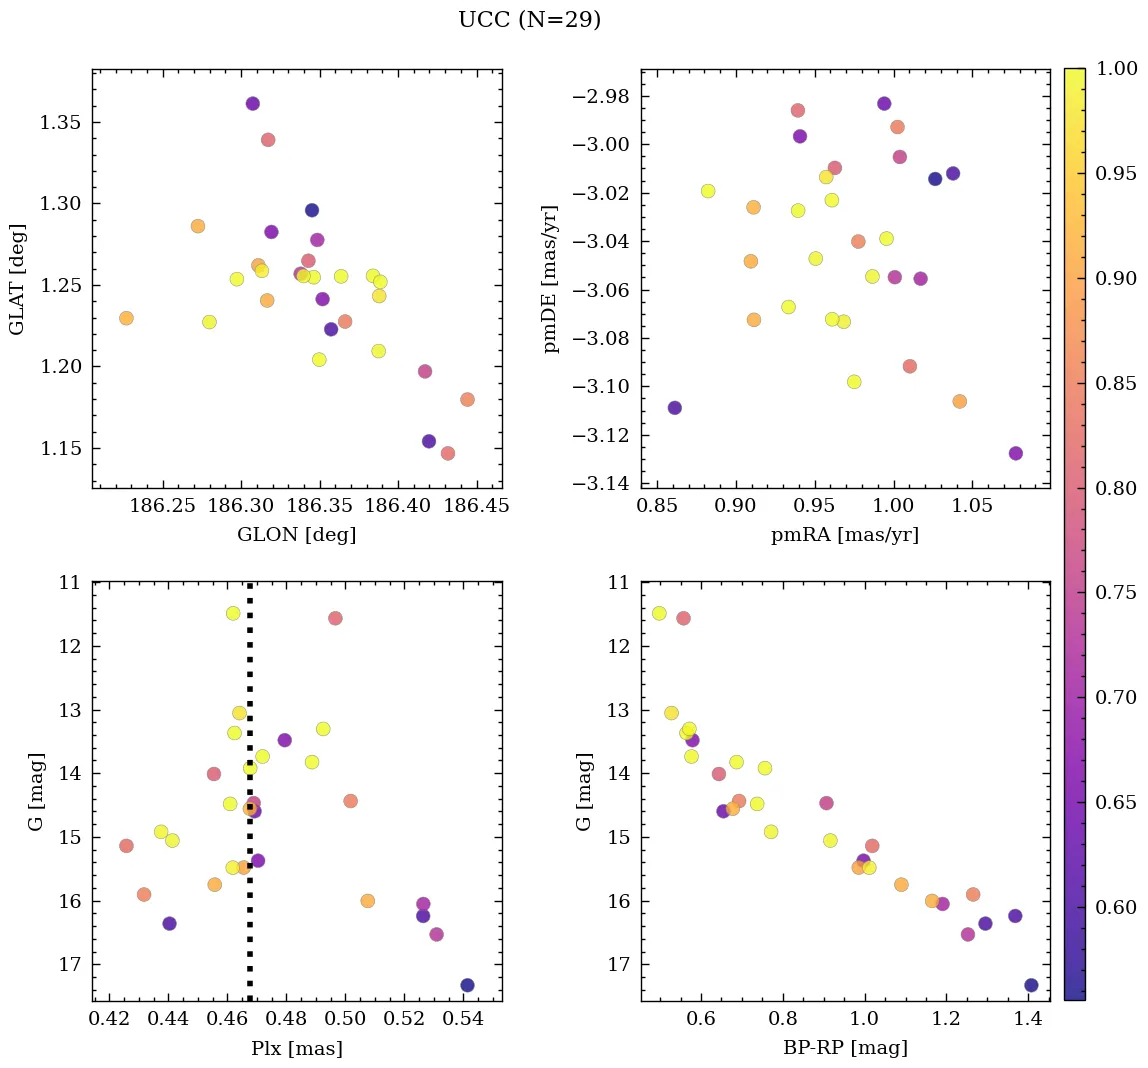 UCC (N=29)
1.35
1.30
1.25
1.20
1.15
GLAT [deg]
186.25 186.30 186.35 186.40 186.45
GLON [deg]
−2.98
−3.00
−3.02
−3.04
−3.06
−3.08
−3.10
−3.12
−3.14
pmDE [mas/yr]
0.85 0.90 0.95 1.00 1.05
pmRA [mas/yr]
11
12
13
14
15
16
17
G [mag]
0.42 0.44 0.46 0.48 0.50 0.52 0.54
Plx [mas]
11
12
13
14
15
16
17
G [mag]
0.6 0.8 1.0 1.2 1.4
BP-RP [mag]
1.00
0.95
0.90
0.85
0.80
0.75
0.70
0.65
0.60